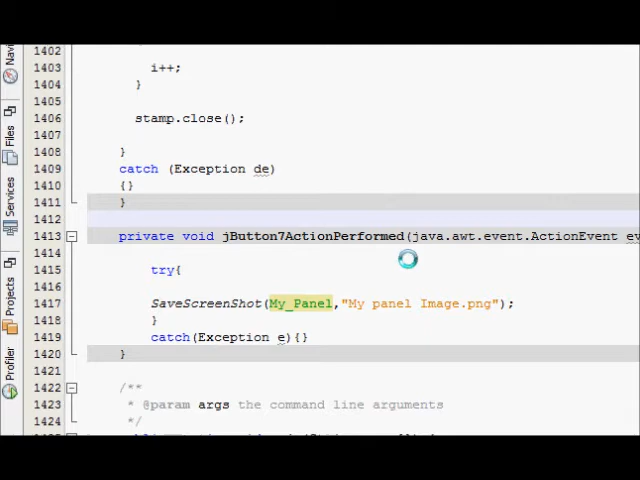 1402
1403 i++;
1404 }
1405
1406 stamp.close();
1407
1408 }
1409 catch (Exception de)
1410 {}
1411 }
1412
1413 private void jButton7ActionPerformed(java.awt.event.ActionEvent ev
1414
1415 try{
1416
1417 SaveScreenShot(My_Panel,"My panel Image.png");
1418 }
1419 catch(Exception e){}
1420 }
1421
1422 /**
1423 * @param args the command line arguments
1424 */
Navi
Files
Services
Projects
Profiler